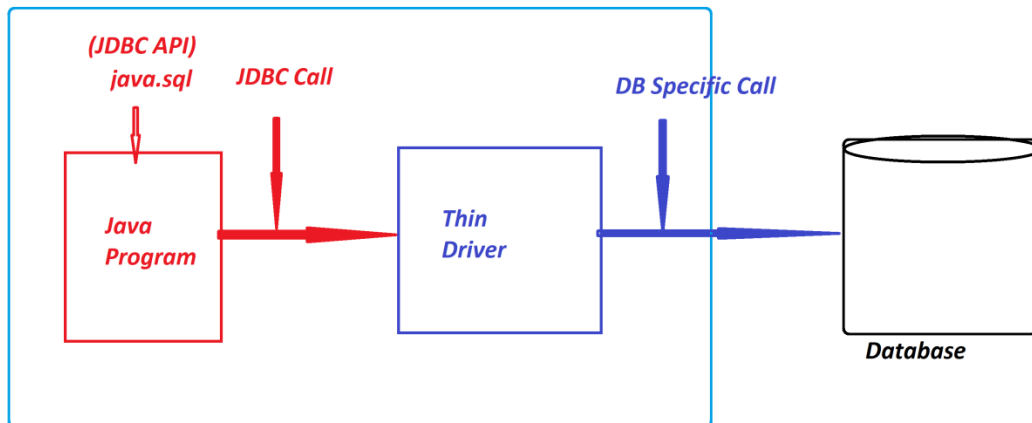 (JDBC API)
java.sql
JDBC Call
DB Specific Call
Java
Program
Thin
Driver
Database